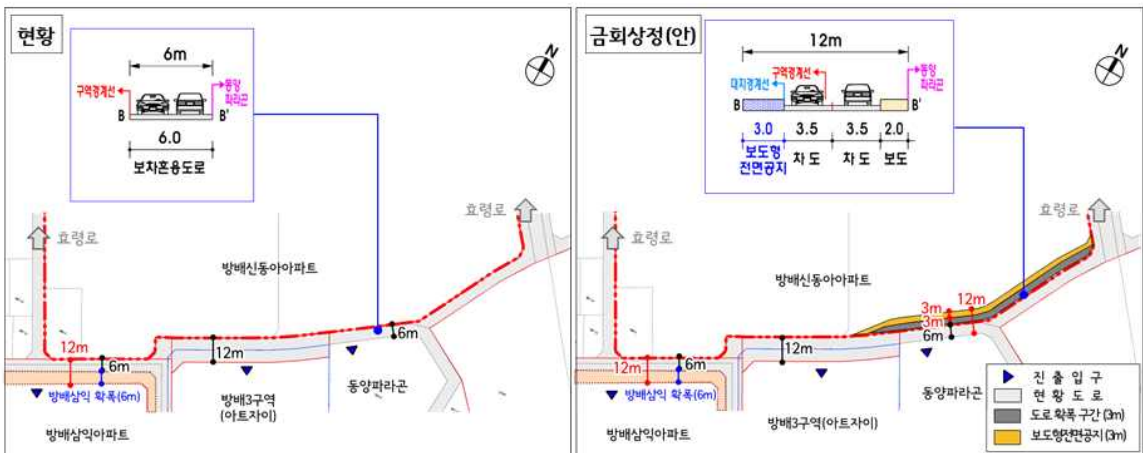 현황
6m
구역경계선
동양
파라곤
B
B'
6.0
보차혼용도로
N
효령로
효령로
방배신동아아파트
12m
6m
12m
6m
방배삼익 확폭(6m)
방배3구역
(아트자이)
동양파라곤
방배삼익아파트
금회상정(안)
12m
대지경계선
구역경계선
동양
파라곤
B
B'
3.0
3.5
3.5
2.0
보도형
전면공지
차 도
차 도
보도
N
효령로
효령로
방배신동아아파트
3m
12m
3m
6m
12m
6m
12m
방배삼익 확폭(6m)
방배3구역(아트자이)
동양파라곤
방배삼익아파트
진 출 입 구
현 황 도 로
도로 확폭 구간 (3m)
보도형전면공지 (3m)